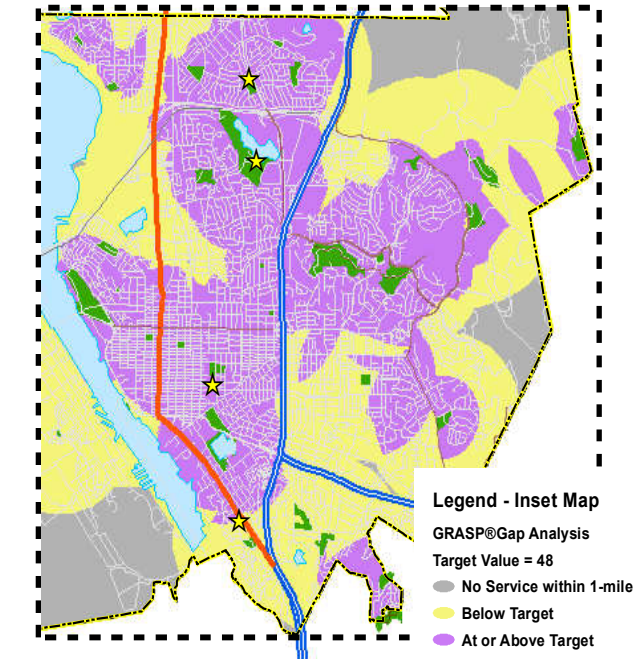 Legend - Inset Map
GRASP®Gap Analysis
Target Value = 48
No Service within 1-mile
Below Target
At or Above Target